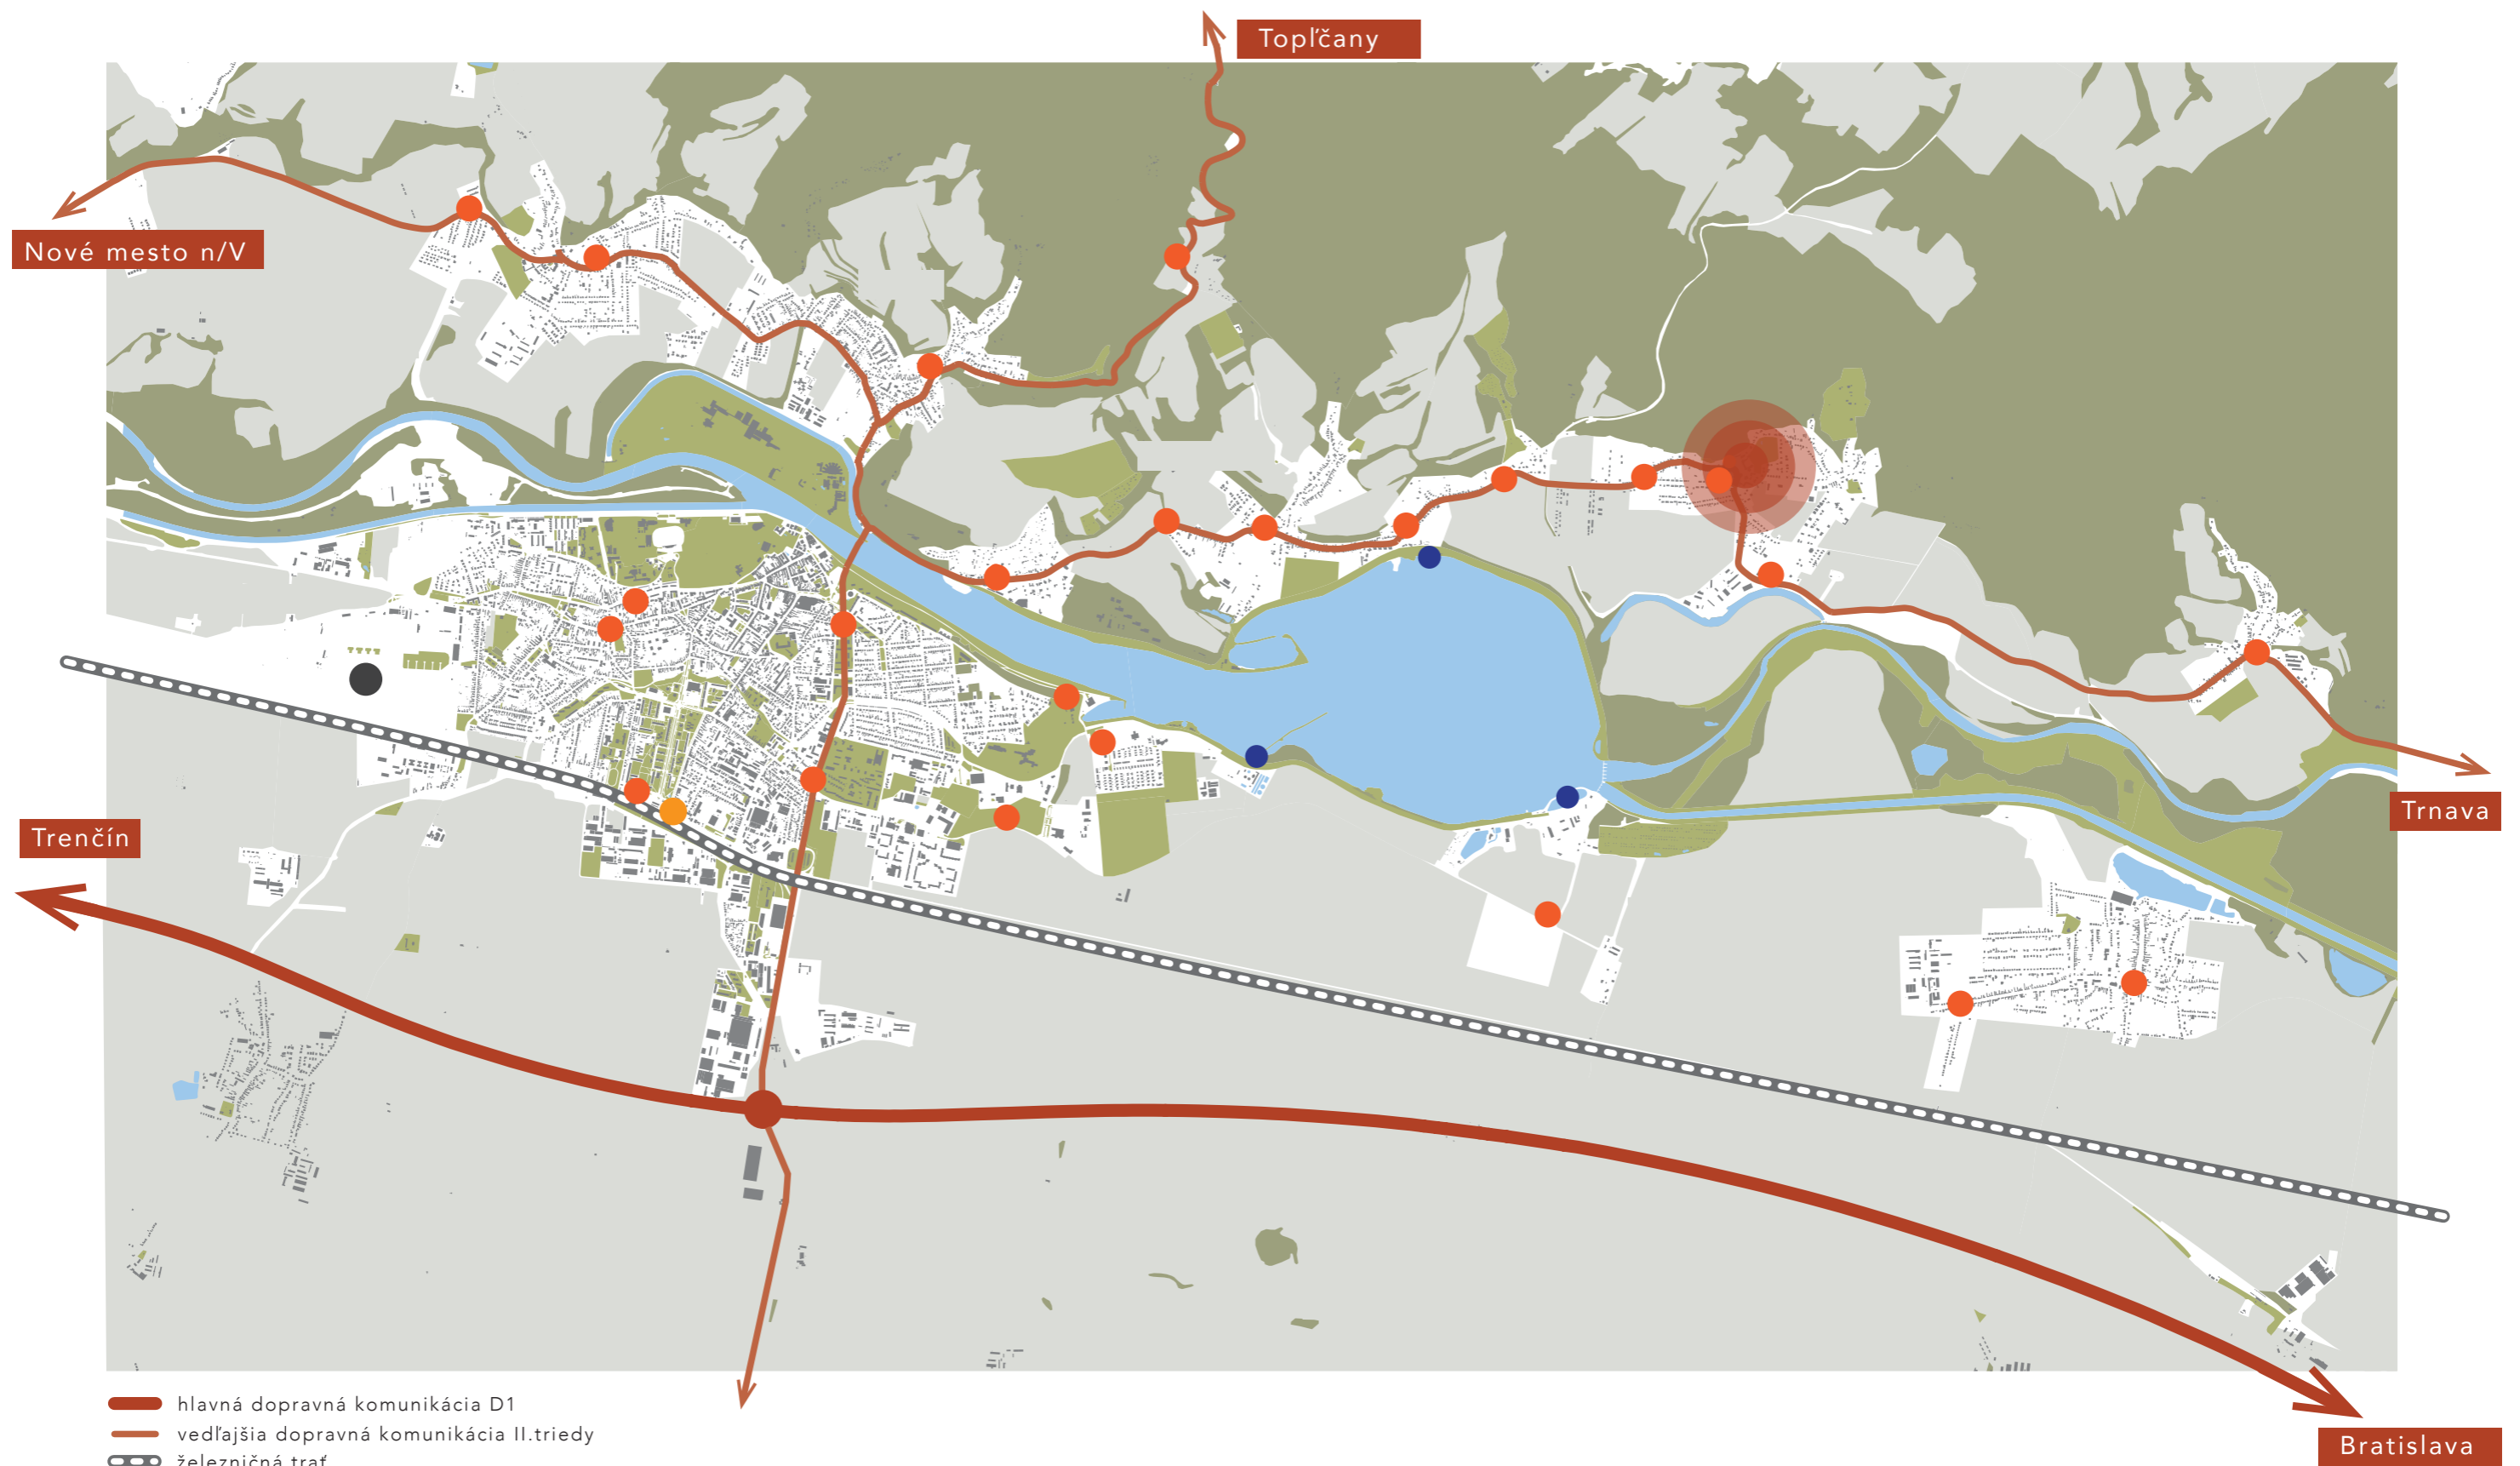 Topľčany
Nové mesto n/V
Trenčín
Trnava
hlavná dopravná komunikácia D1
vedľajšia dopravná komunikácia II.triedy
železničná trať
Bratislava